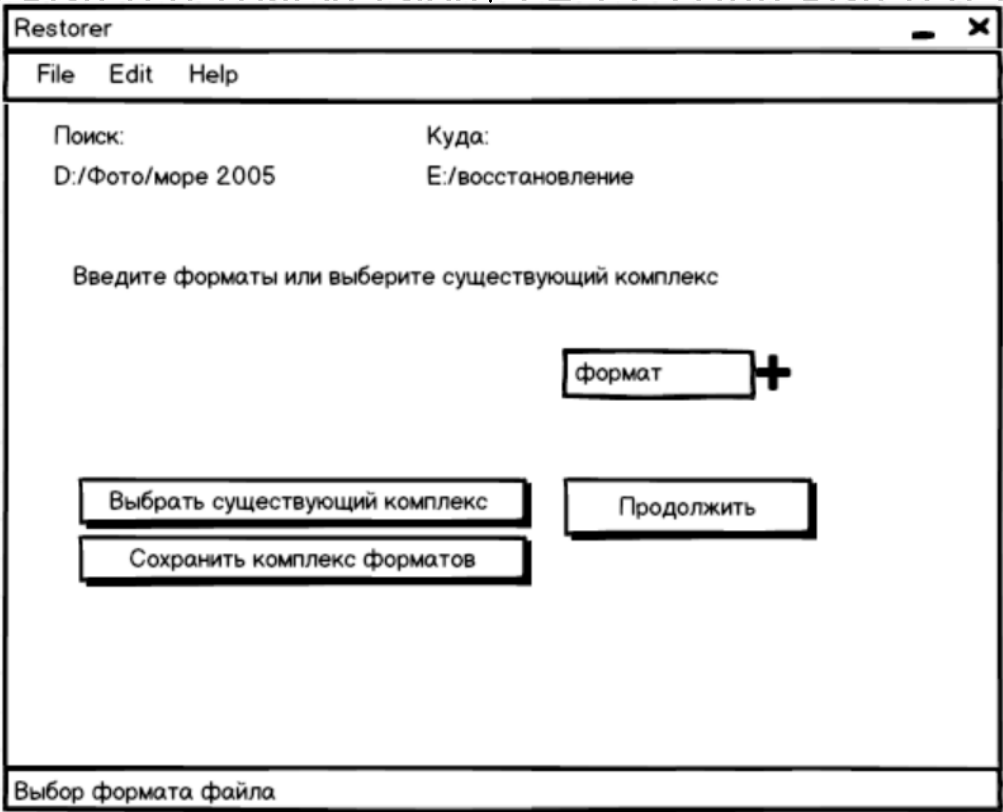 Restorer
File Edit Help
Поиск: Куда:
D:/Фото/море 2005 E:/восстановление
Введите форматы или выберите существующий комплекс
формат
Выбрать существующий комплекс Продолжить
Сохранить комплекс форматов
Выбор формата файла